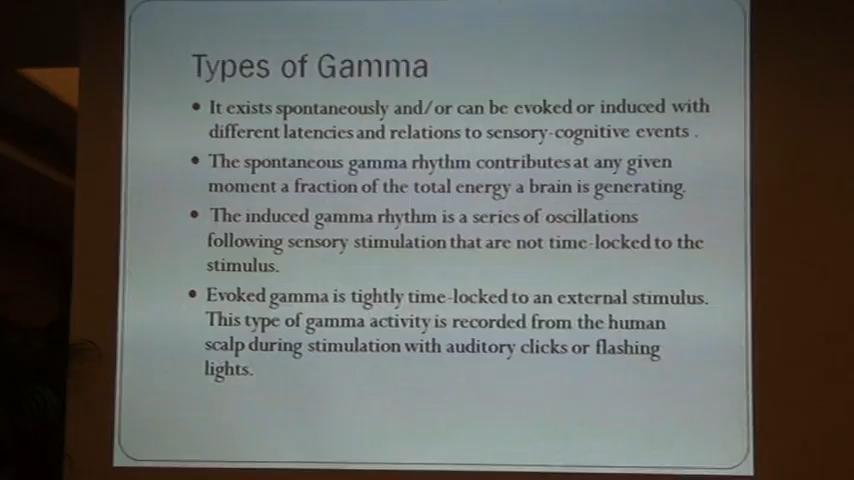 Types of Gamma
• It exists spontaneously and/or can be evoked or induced with
different latencies and relations to sensory-cognitive events .
• The spontaneous gamma rhythm contributes at any given
moment a fraction of the total energy a brain is generating.
• The induced gamma rhythm is a series of oscillations
following sensory stimulation that are not time-locked to the
stimulus.
• Evoked gamma is tightly time-locked to an external stimulus.
This type of gamma activity is recorded from the human
scalp during stimulation with auditory clicks or flashing
lights.